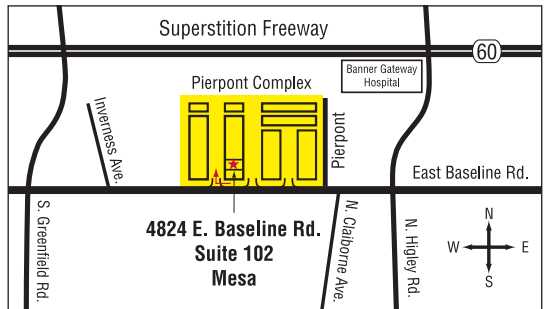 Superstition Freeway
60
Banner Gateway
Hospital
Pierpont Complex
Inverness Ave.
Pierpont
East Baseline Rd.
S. Greenfield Rd.
4824 E. Baseline Rd.
Suite 102
Mesa
N. Claiborne Ave.
N. Higley Rd.
N
W
E
S